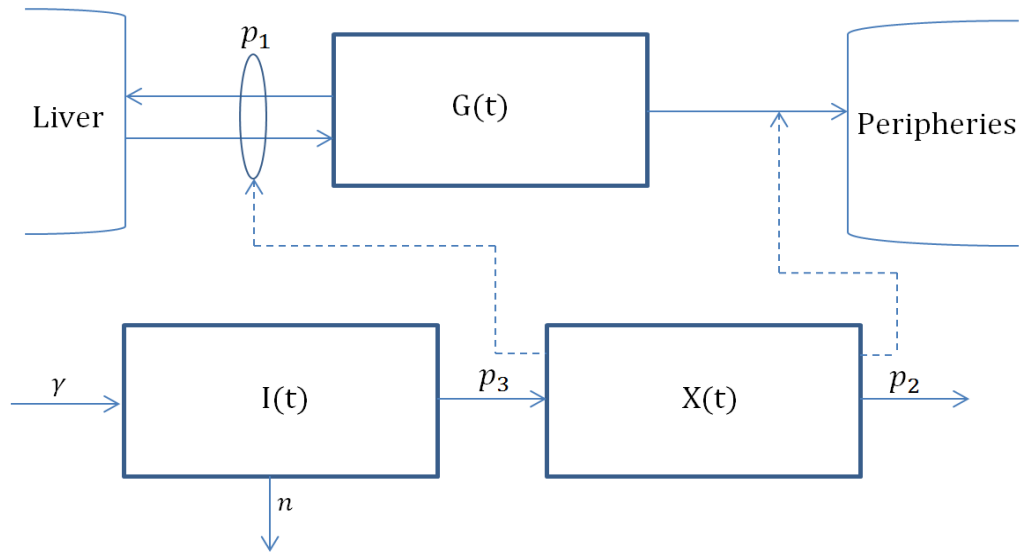 p₁
G(t)
Liver
Peripheries
γ
I(t)
p₃
X(t)
p₂
n